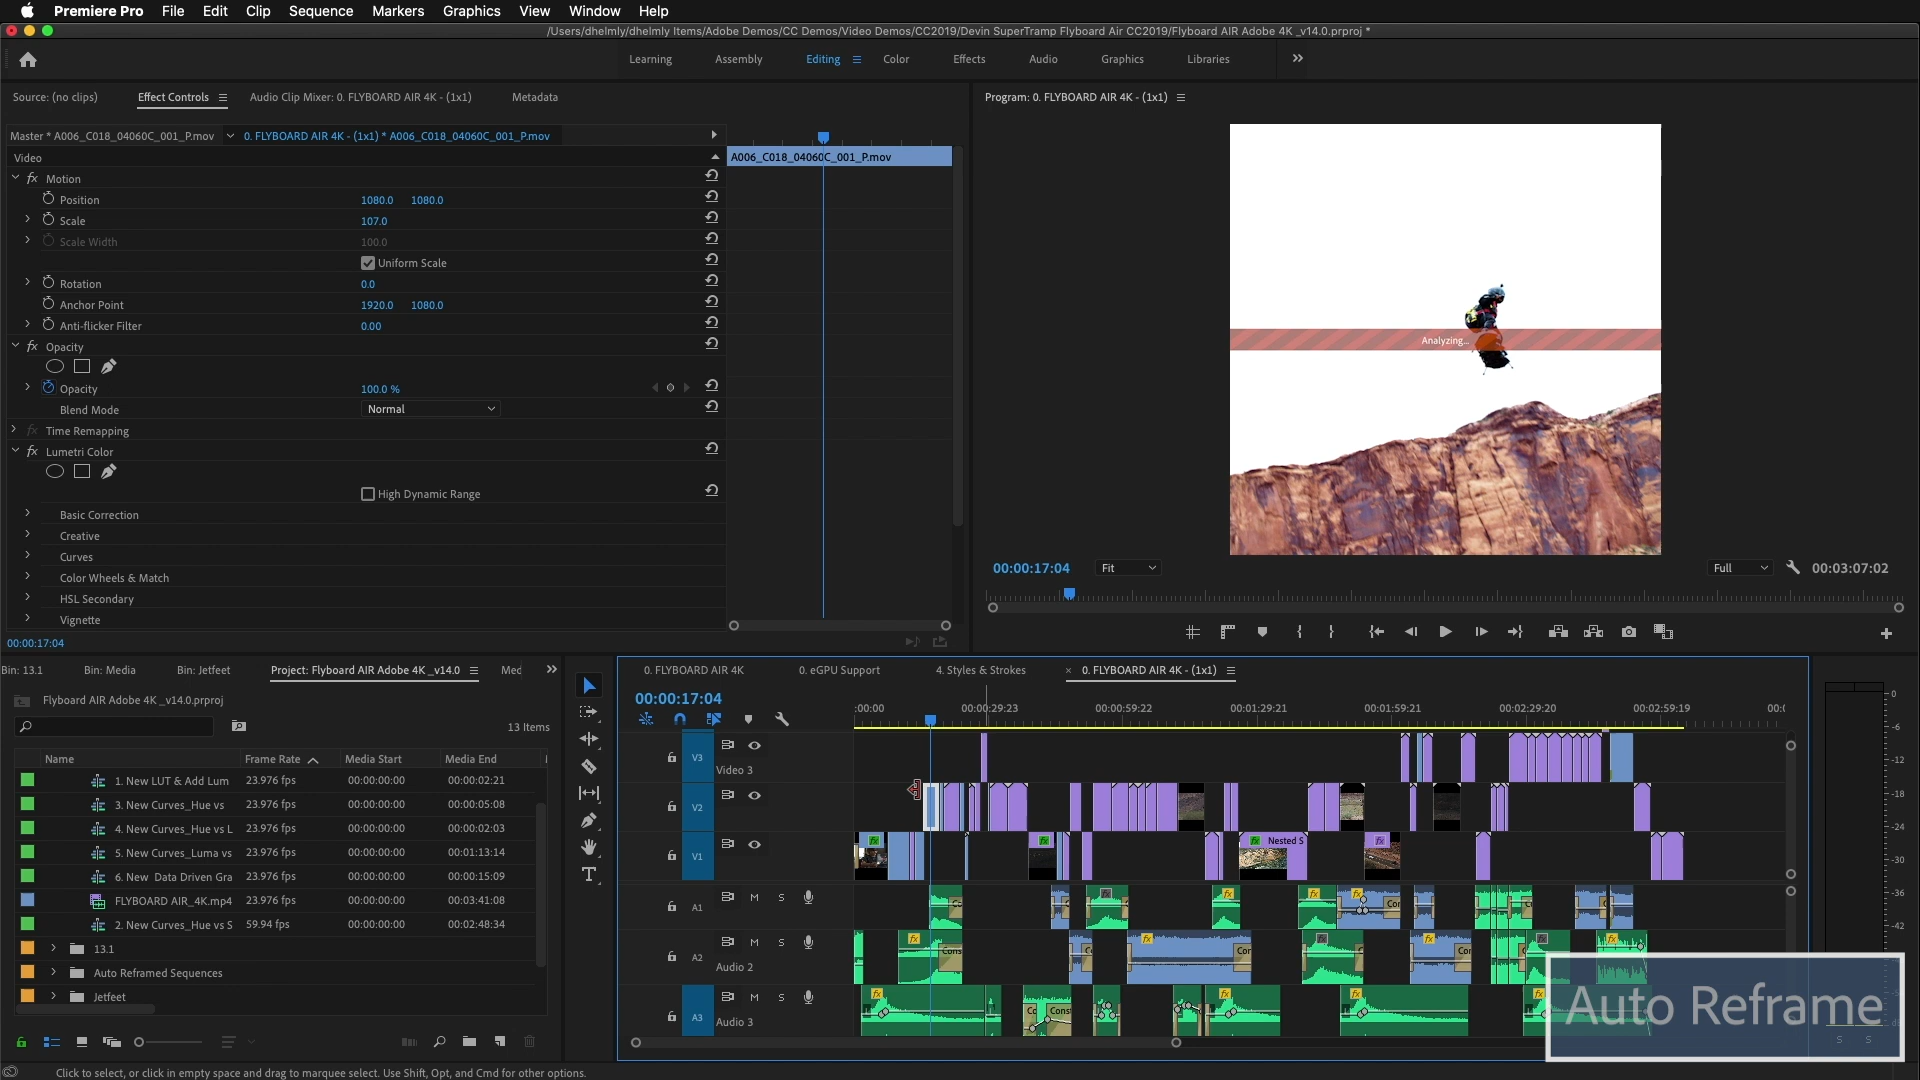 Premiere Pro File Edit Clip Sequence Markers Graphics View Window Help
/Users/dhelmly/dhelmly Items/Adobe Demos/CC Demos/Video Demos/CC2019/Devin SuperTramp Flyboard Air CC2019/Flyboard AIR Adobe 4K _v14.0.prproj *
Learning Assembly Editing Color Effects Audio Graphics Libraries
Source: (no clips) Effect Controls Audio Clip Mixer: 0. FLYBOARD AIR 4K - (1x1) Metadata
Master * A006_C018_04060C_001_P.mov 0. FLYBOARD AIR 4K - (1x1) * A006_C018_04060C_001_P.mov
Video
A006_C018_04060C_001_P.mov
fx Motion
Position 1080.0 1080.0
Scale 107.0
Scale Width 100.0
Uniform Scale
Rotation 0.0
Anchor Point 1920.0 1080.0
Anti-flicker Filter 0.00
fx Opacity
Opacity 100.0 %
Blend Mode Normal
fx Time Remapping
fx Lumetri Color
High Dynamic Range
Basic Correction
Creative
Curves
Color Wheels & Match
HSL Secondary
Vignette
00:00:17:04
Program: 0. FLYBOARD AIR 4K - (1x1)
Analyzing...
00:00:17:04 Fit Full 00:03:07:02
Bin: 13.1 Bin: Media Bin: Jetfeet Project: Flyboard AIR Adobe 4K _v14.0 Med
Flyboard AIR Adobe 4K _v14.0.prproj
13 Items
Name Frame Rate Media Start Media End
1. New LUT & Add Lum 23.976 fps 00:00:00:00 00:00:02:21
3. New Curves_Hue vs 23.976 fps 00:00:00:00 00:00:05:08
4. New Curves_Hue vs L 23.976 fps 00:00:00:00 00:00:02:03
5. New Curves_Luma vs 23.976 fps 00:00:00:00 00:01:13:14
6. New Data Driven Gra 23.976 fps 00:00:00:00 00:00:15:09
FLYBOARD AIR_4K.mp4 23.976 fps 00:00:00:00 00:03:41:08
2. New Curves_Hue vs S 59.94 fps 00:00:00:00 00:02:48:34
13.1
Auto Reframed Sequences
Jetfeet
0. FLYBOARD AIR 4K 0. eGPU Support 4. Styles & Strokes × 0. FLYBOARD AIR 4K - (1x1)
00:00:17:04
:00:00 00:00:29:23 00:00:59:22 00:01:29:21 00:01:59:21 00:02:29:20 00:02:59:19 00:0
V3 Video 3
V2
V1 fx fx fx Nested S fx
A1 M S
A2 M S Audio 2
A3 M S Audio 3
0
-6
-12
-18
-24
-30
-36
-42
S S
Auto Reframe
Click to select, or click in empty space and drag to marquee select. Use Shift, Opt, and Cmd for other options.